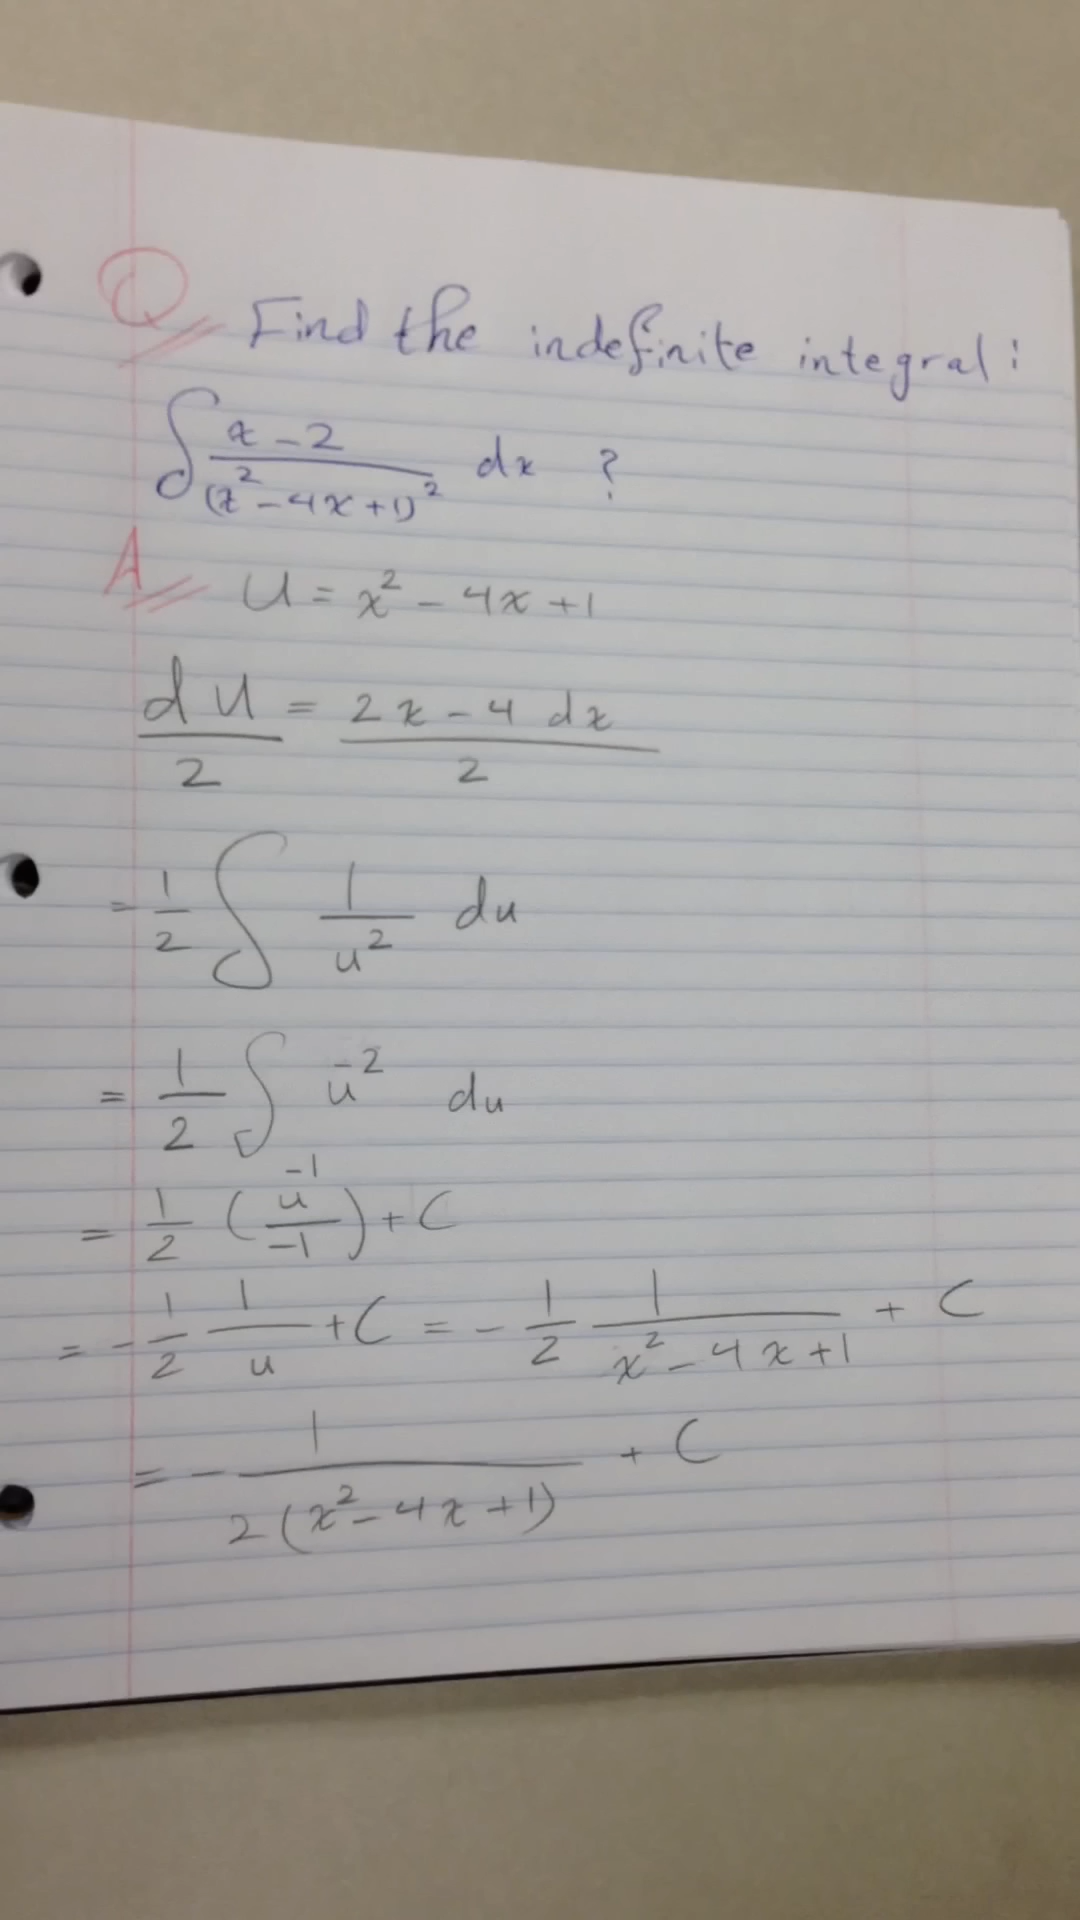 Q Find the indefinite integral:
∫ (x-2)/(x²-4x+1)² dx ?
A u = x² - 4x + 1
du/2 = 2x-4 dx/2
= 1/2 ∫ 1/u² du
= 1/2 ∫ u⁻² du
= 1/2 (u⁻¹/-1) + C
= - 1/2 1/u + C = - 1/2 1/x²-4x+1 + C
= - 1/2(x²-4x+1) + C